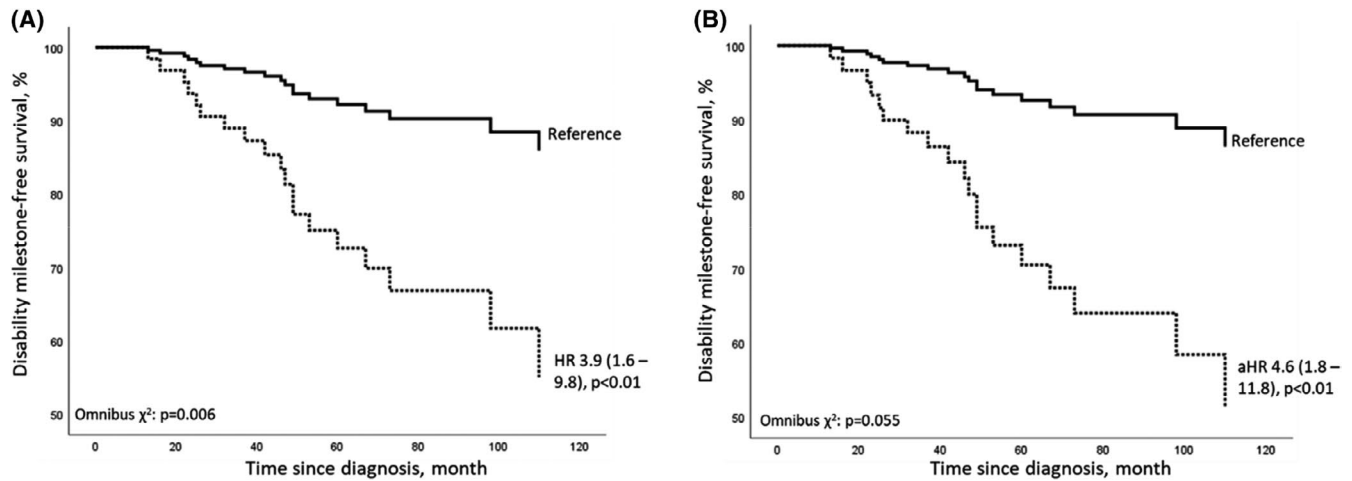 (A)
Disability milestone-free survival, %
100
90
80
70
60
50
Reference
HR 3.9 (1.6 –
9.8), p<0.01
Omnibus χ²: p=0.006
0 20 40 60 80 100 120
Time since diagnosis, month
(B)
Disability milestone-free survival, %
100
90
80
70
60
50
Reference
aHR 4.6 (1.8 –
11.8), p<0.01
Omnibus χ²: p=0.055
0 20 40 60 80 100 120
Time since diagnosis, month